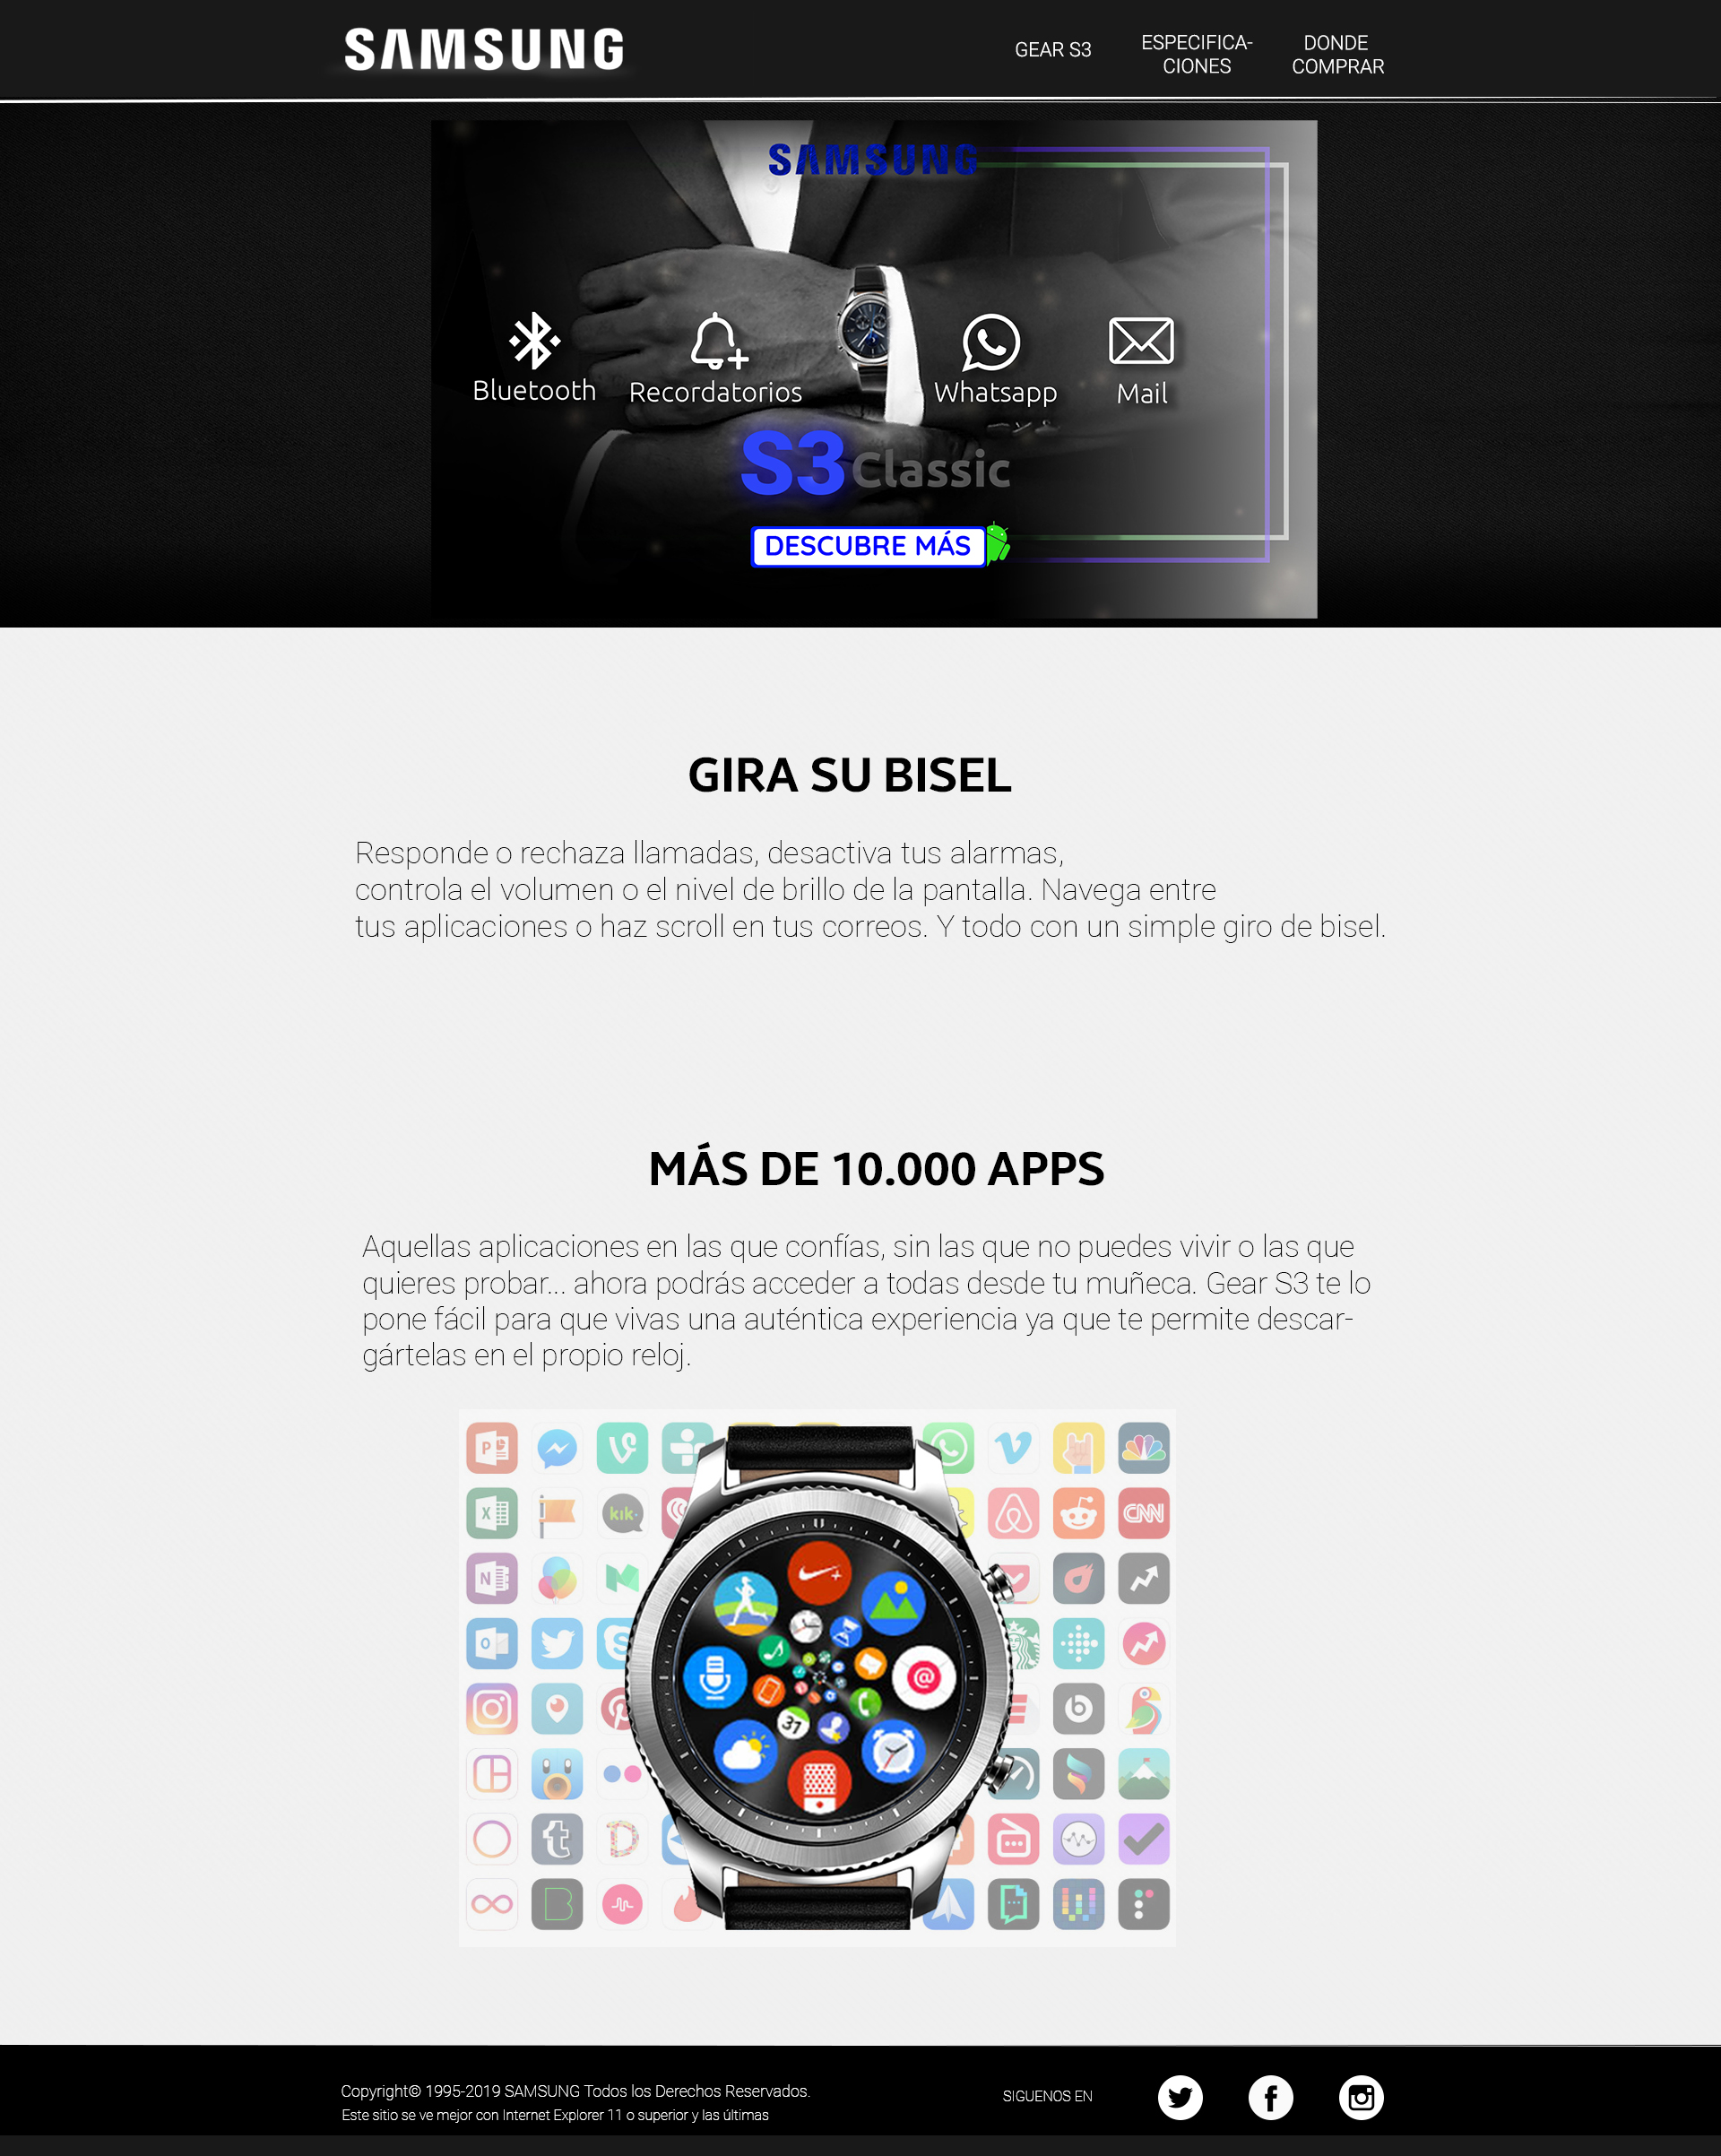 SAMSUNG
GEAR S3
ESPECIFICA-
CIONES
DONDE
COMPRAR
SAMSUNG
Bluetooth
Recordatorios
Whatsapp
Mail
S3 Classic
DESCUBRE MÁS
GIRA SU BISEL
Responde o rechaza llamadas, desactiva tus alarmas,
controla el volumen o el nivel de brillo de la pantalla. Navega entre
tus aplicaciones o haz scroll en tus correos. Y todo con un simple giro de bisel.
MÁS DE 10.000 APPS
Aquellas aplicaciones en las que confías, sin las que no puedes vivir o las que
quieres probar... ahora podrás acceder a todas desde tu muñeca. Gear S3 te lo
pone fácil para que vivas una auténtica experiencia ya que te permite descar-
gártelas en el propio reloj.
kik
CNN
31
Copyright© 1995-2019 SAMSUNG Todos los Derechos Reservados.
Este sitio se ve mejor con Internet Explorer 11 o superior y las últimas
SIGUENOS EN